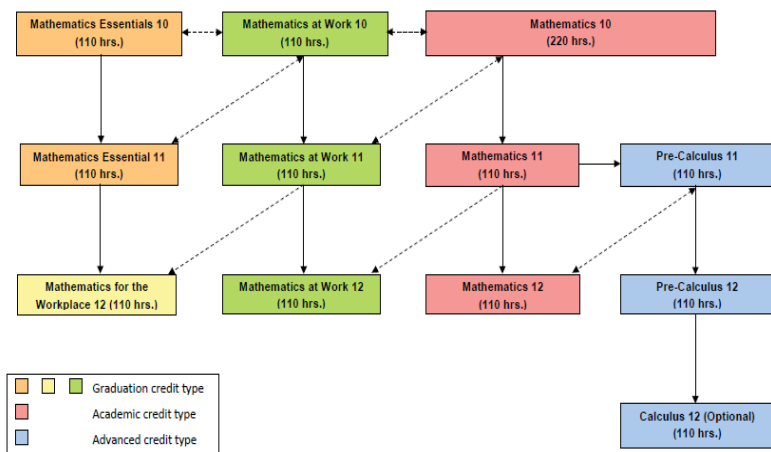 Mathematics Essentials 10
(110 hrs.)
Mathematics at Work 10
(110 hrs.)
Mathematics 10
(220 hrs.)
Mathematics Essential 11
(110 hrs.)
Mathematics at Work 11
(110 hrs.)
Mathematics 11
(110 hrs.)
Pre-Calculus 11
(110 hrs.)
Mathematics for the
Workplace 12 (110 hrs.)
Mathematics at Work 12
(110 hrs.)
Mathematics 12
(110 hrs.)
Pre-Calculus 12
(110 hrs.)
Graduation credit type
Academic credit type
Advanced credit type
Calculus 12 (Optional)
(110 hrs.)